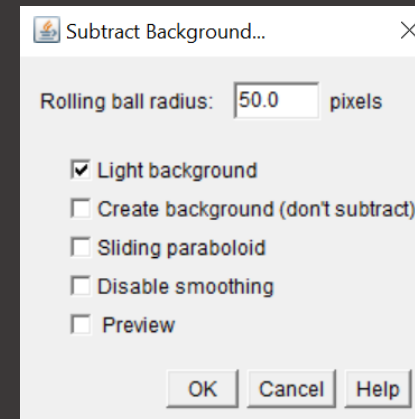 Subtract Background...
Rolling ball radius: 50.0 pixels
Light background
Create background (don't subtract)
Sliding paraboloid
Disable smoothing
Preview
OK Cancel Help